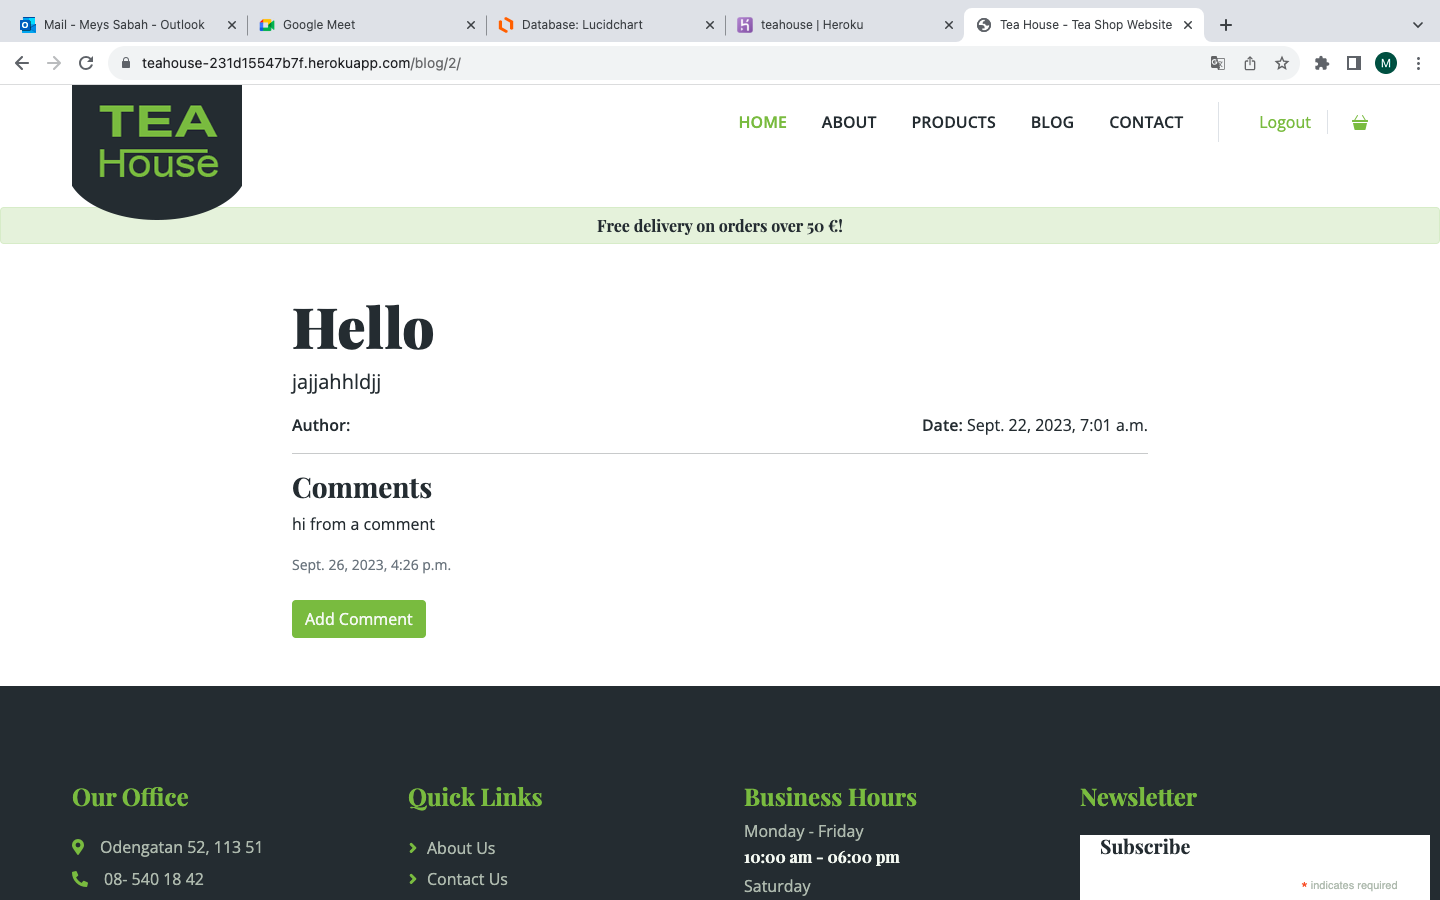 Mail - Meys Sabah - Outlook
Google Meet
Database: Lucidchart
teahouse | Heroku
Tea House - Tea Shop Website
teahouse-231d15547b7f.herokuapp.com/blog/2/
M
TEA
House
HOME
ABOUT
PRODUCTS
BLOG
CONTACT
Logout
Free delivery on orders over 50 €!
Hello
jajjahhldjj
Author:
Date: Sept. 22, 2023, 7:01 a.m.
Comments
hi from a comment
Sept. 26, 2023, 4:26 p.m.
Add Comment
Our Office
Odengatan 52, 113 51
08- 540 18 42
Quick Links
About Us
Contact Us
Business Hours
Monday - Friday
10:00 am - 06:00 pm
Saturday
Newsletter
Subscribe
* indicates required